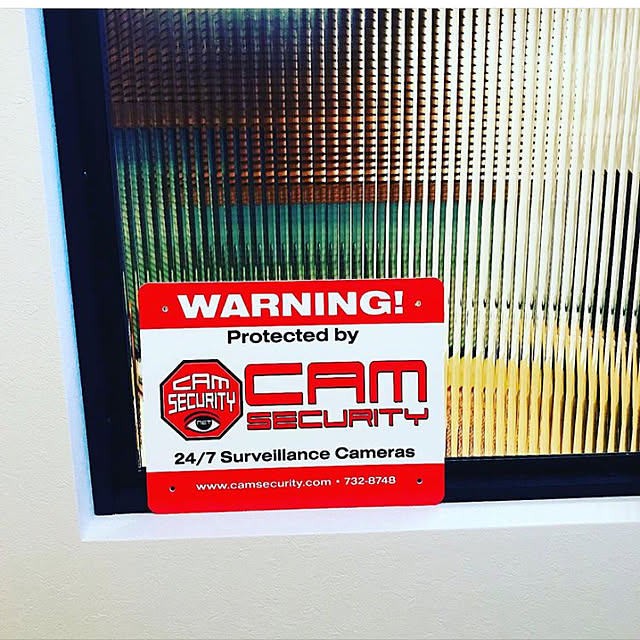 WARNING!
Protected by
CAM
SECURITY
NET
CAM
SECURITY
24/7 Surveillance Cameras
www.camsecurity.com • 732-8748